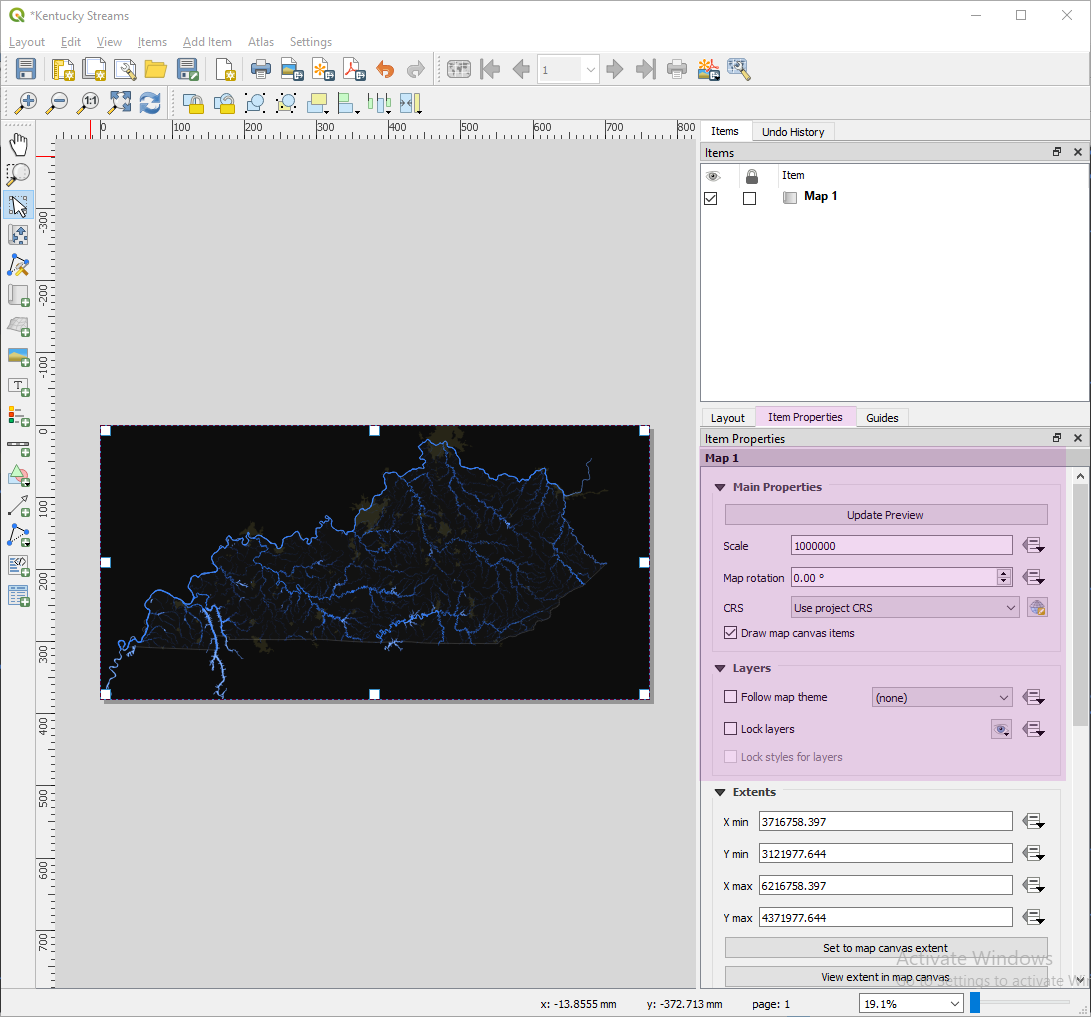 *Kentucky Streams
Layout Edit View Items Add Item Atlas Settings
1
1:1
0 100 200 300 400 500 600 700 800
Items Undo History
Items
Item
Map 1
-300
-200
-100
0
100
200
300
400
500
600
700
Layout Item Properties Guides
Item Properties
Map 1
Main Properties
Update Preview
Scale 1000000
Map rotation 0.00 °
CRS Use project CRS
Draw map canvas items
Layers
Follow map theme (none)
Lock layers
Lock styles for layers
Extents
X min 3716758.397
Y min 3121977.644
X max 6216758.397
Y max 4371977.644
Set to map canvas extent
Activate Windows
View extent in map canvas
Go to Settings to activate Wi
x: -13.8555 mm y: -372.713 mm page: 1 19.1%